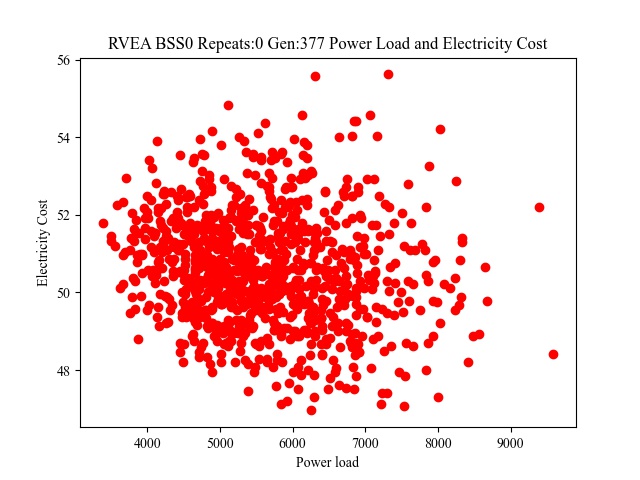 RVEA BSS0 Repeats:0 Gen:377 Power Load and Electricity Cost
56
54
52
50
48
Electricity Cost
4000 5000 6000 7000 8000 9000
Power load